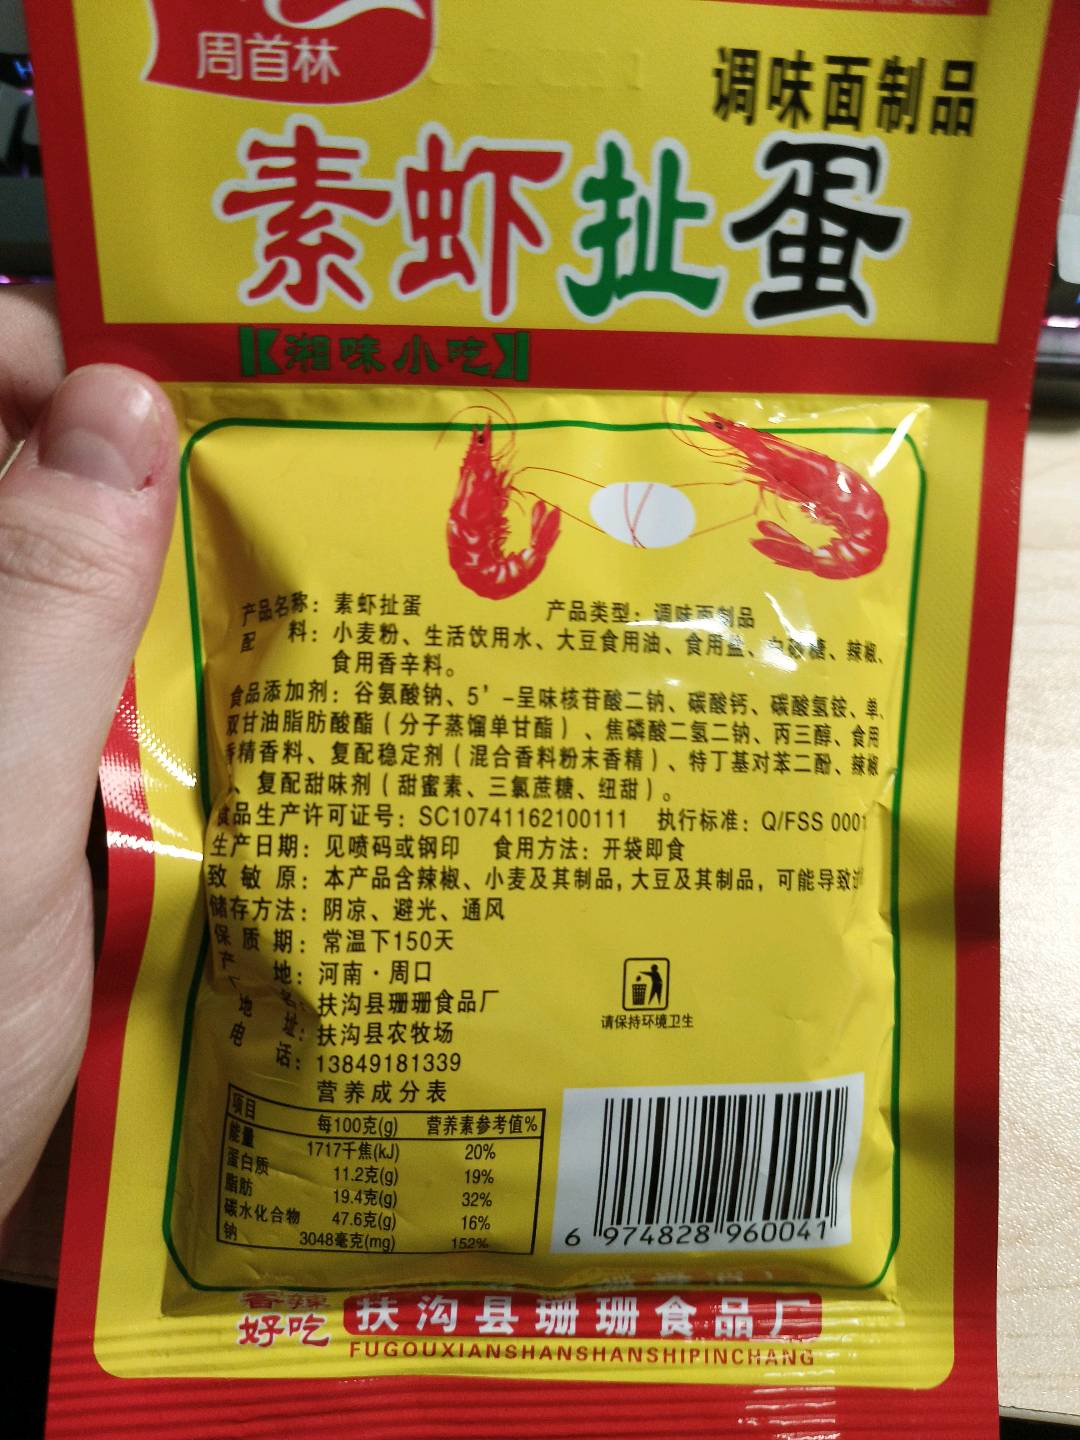 周首林
调味面制品
素虾扯蛋
【湘味小吃】
产品名称：素虾扯蛋 产品类型：调味面制品
配 料：小麦粉、生活饮用水、大豆食用油、食用盐、白砂糖、辣椒、
食用香辛料。
食品添加剂：谷氨酸钠、5'-呈味核苷酸二钠、碳酸钙、碳酸氢铵、单、
双甘油脂肪酸酯（分子蒸馏单甘酯）、焦磷酸二氢二钠、丙三醇、食用
香精香料、复配稳定剂（混合香料粉末香精）、特丁基对苯二酚、辣椒
、复配甜味剂（甜蜜素、三氯蔗糖、纽甜）。
食品生产许可证号：SC10741162100111 执行标准：Q/FSS 0001
生产日期：见喷码或钢印 食用方法：开袋即食
致 敏 原：本产品含辣椒、小麦及其制品,大豆及其制品，可能导致
储存方法：阴凉、避光、通风
保 质 期：常温下150天
产 地：河南·周口
厂 名：扶沟县珊珊食品厂
地 址：扶沟县农牧场
电 话：13849181339
请保持环境卫生
营养成分表
项目 每100克(g) 营养素参考值%
能量 1717千焦(kJ) 20%
蛋白质 11.2克(g) 19%
脂肪 19.4克(g) 32%
碳水化合物 47.6克(g) 16%
钠 3048毫克(mg) 152%
6 974828 960041
香辣
好吃
扶沟县珊珊食品厂
FUGOUXIANSHANSHANSHIPINCHANG